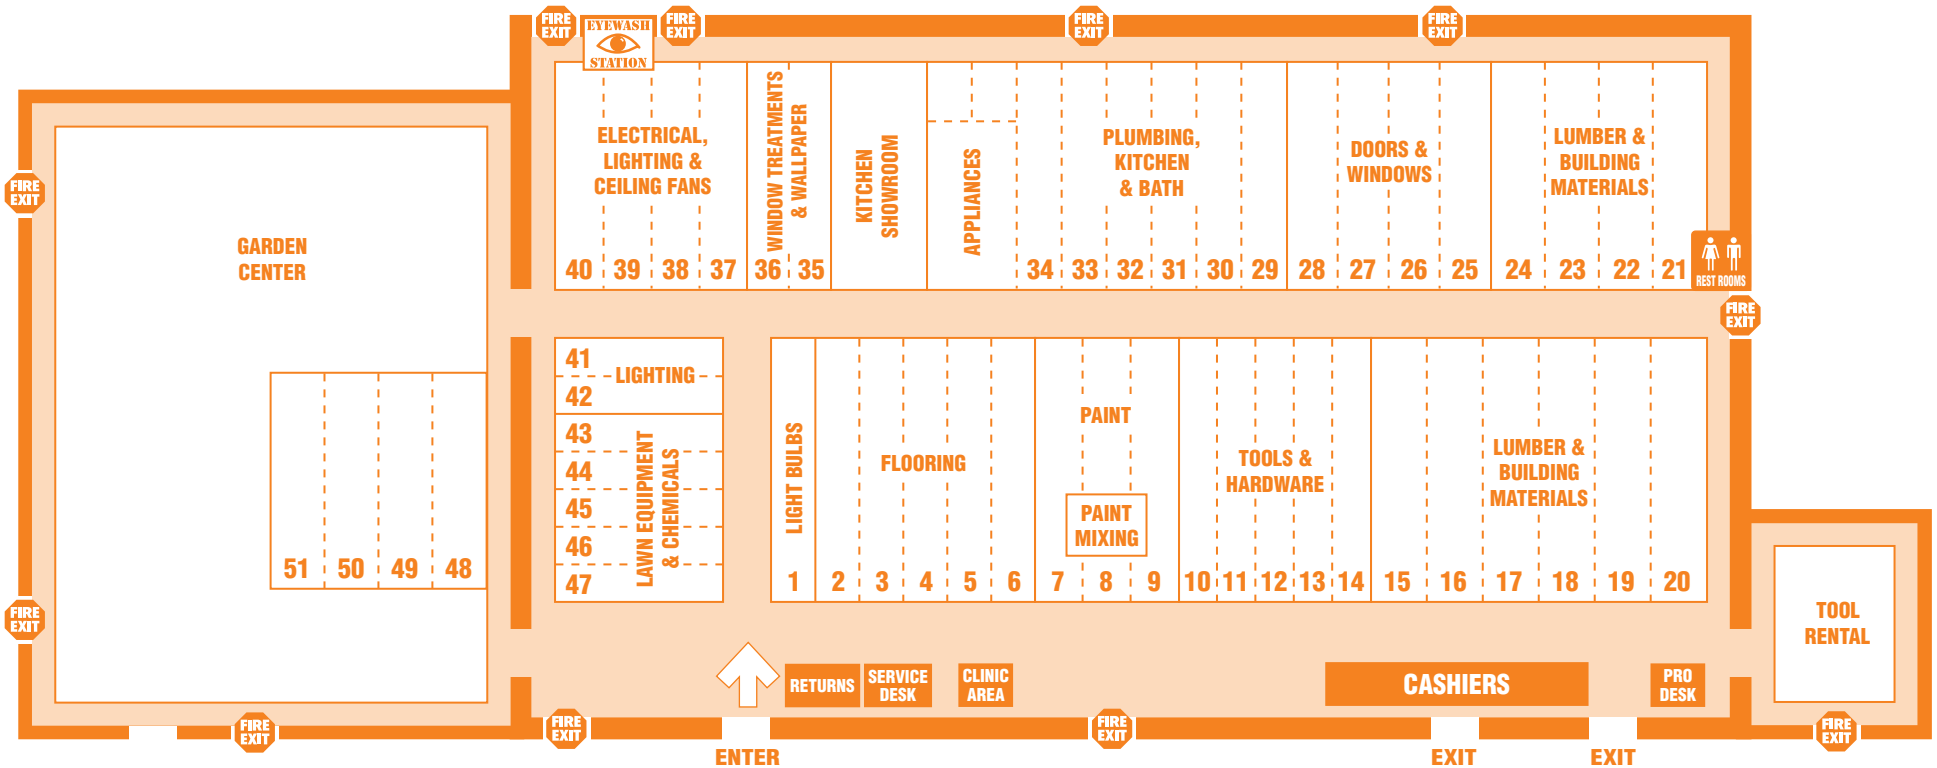 FIRE
EXIT
EYEWASH
STATION
FIRE
EXIT
FIRE
EXIT
FIRE
EXIT
ELECTRICAL,
LIGHTING &
CEILING FANS
40 39 38 37
WINDOW TREATMENTS
& WALLPAPER
36 35
KITCHEN
SHOWROOM
APPLIANCES
PLUMBING,
KITCHEN
& BATH
34 33 32 31 30 29
DOORS &
WINDOWS
28 27 26 25
LUMBER &
BUILDING
MATERIALS
24 23 22 21
REST ROOMS
FIRE
EXIT
FIRE
EXIT
GARDEN
CENTER
51 50 49 48
FIRE
EXIT
FIRE
EXIT
41
LIGHTING
42
43
44
45
46
47
LAWN EQUIPMENT
& CHEMICALS
LIGHT BULBS
1
FLOORING
2 3 4 5 6
PAINT
PAINT
MIXING
7 8 9
TOOLS &
HARDWARE
10 11 12 13 14
LUMBER &
BUILDING
MATERIALS
15 16 17 18 19 20
TOOL
RENTAL
RETURNS
SERVICE
DESK
CLINIC
AREA
CASHIERS
PRO
DESK
FIRE
EXIT
ENTER
FIRE
EXIT
EXIT
EXIT
FIRE
EXIT